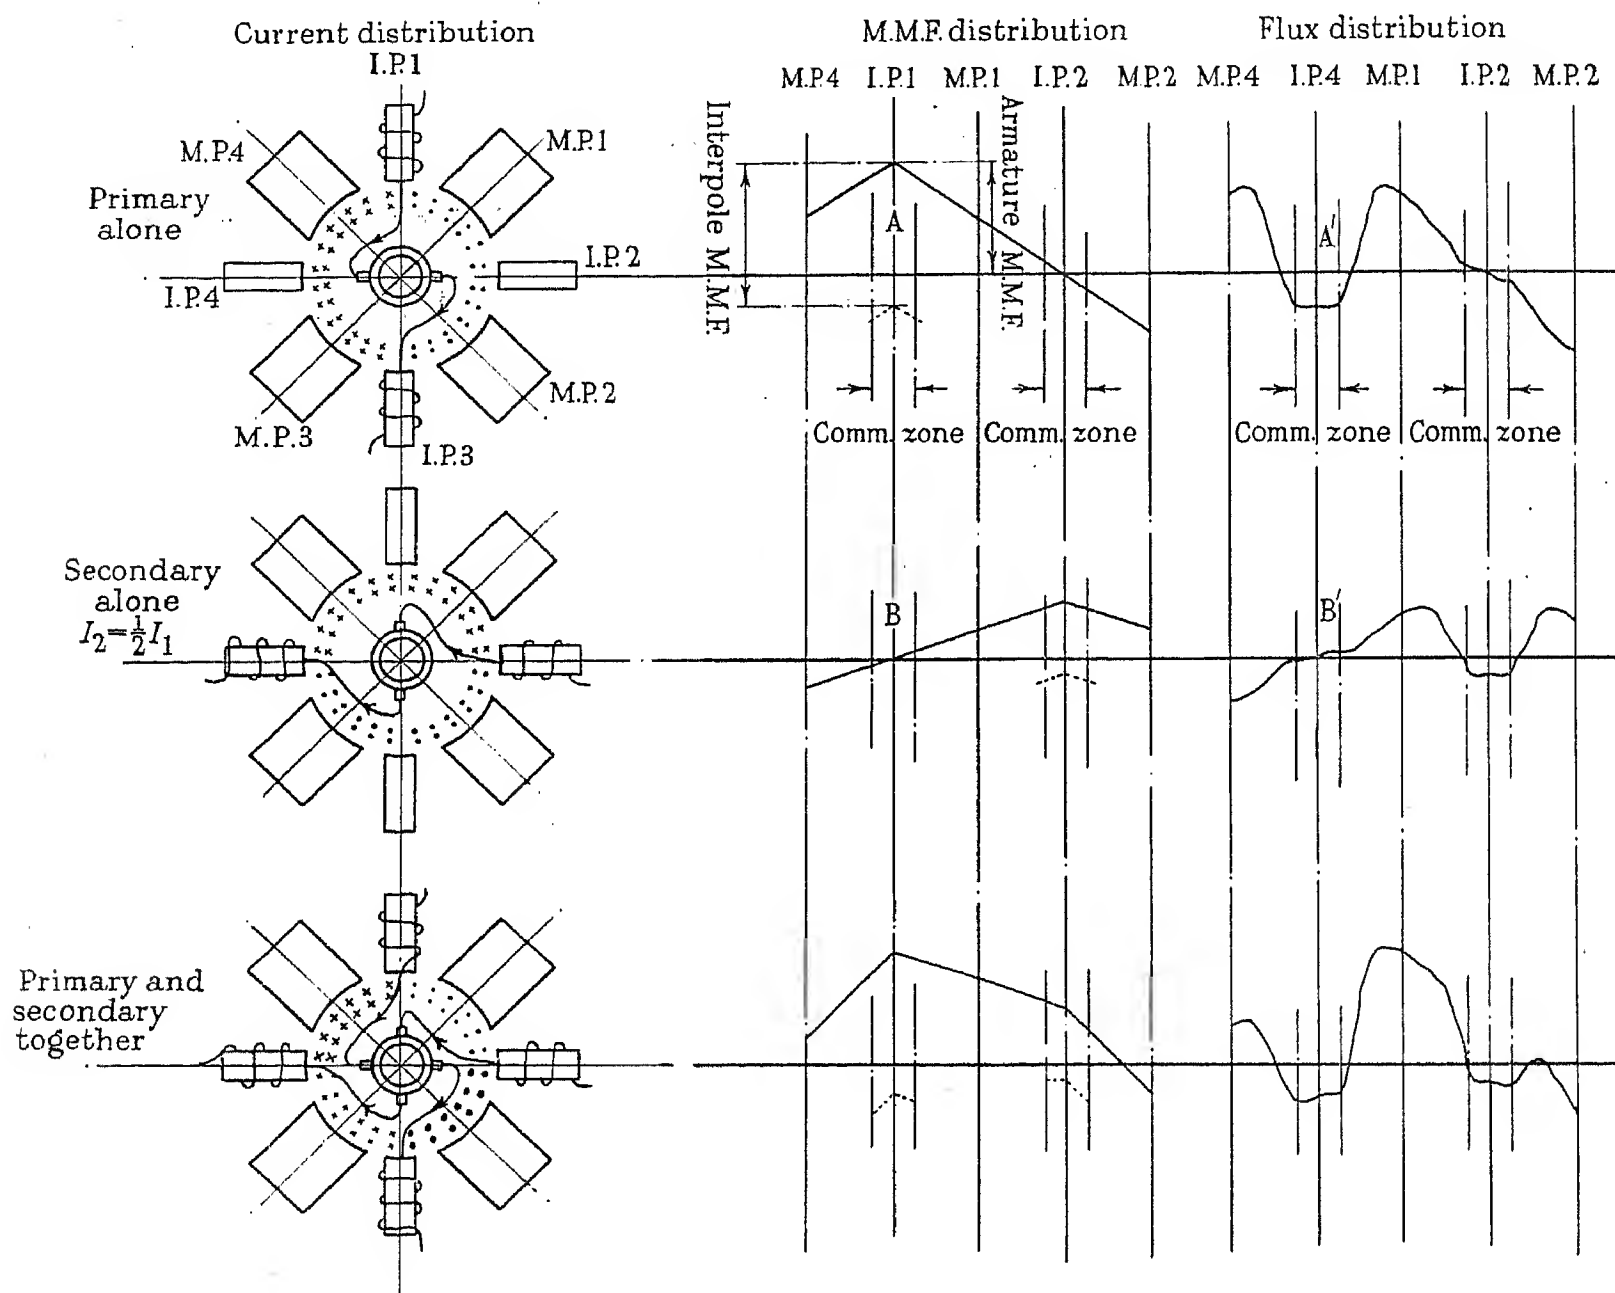 Current distribution
M.M.F. distribution
Flux distribution
I.P.1
M.P.4 I.P.1 M.P.1 I.P.2 M.P.2
M.P.4 I.P.4 M.P.1 I.P.2 M.P.2
M.P.4
M.P.1
Primary
alone
I.P.2
I.P.4
M.P.3
M.P.2
I.P.3
Interpole M.M.F.
Armature M.M.F.
A
A'
Comm. zone
Comm. zone
Comm. zone
Comm. zone
Secondary
alone
I₂=½I₁
B
B'
Primary and
secondary
together